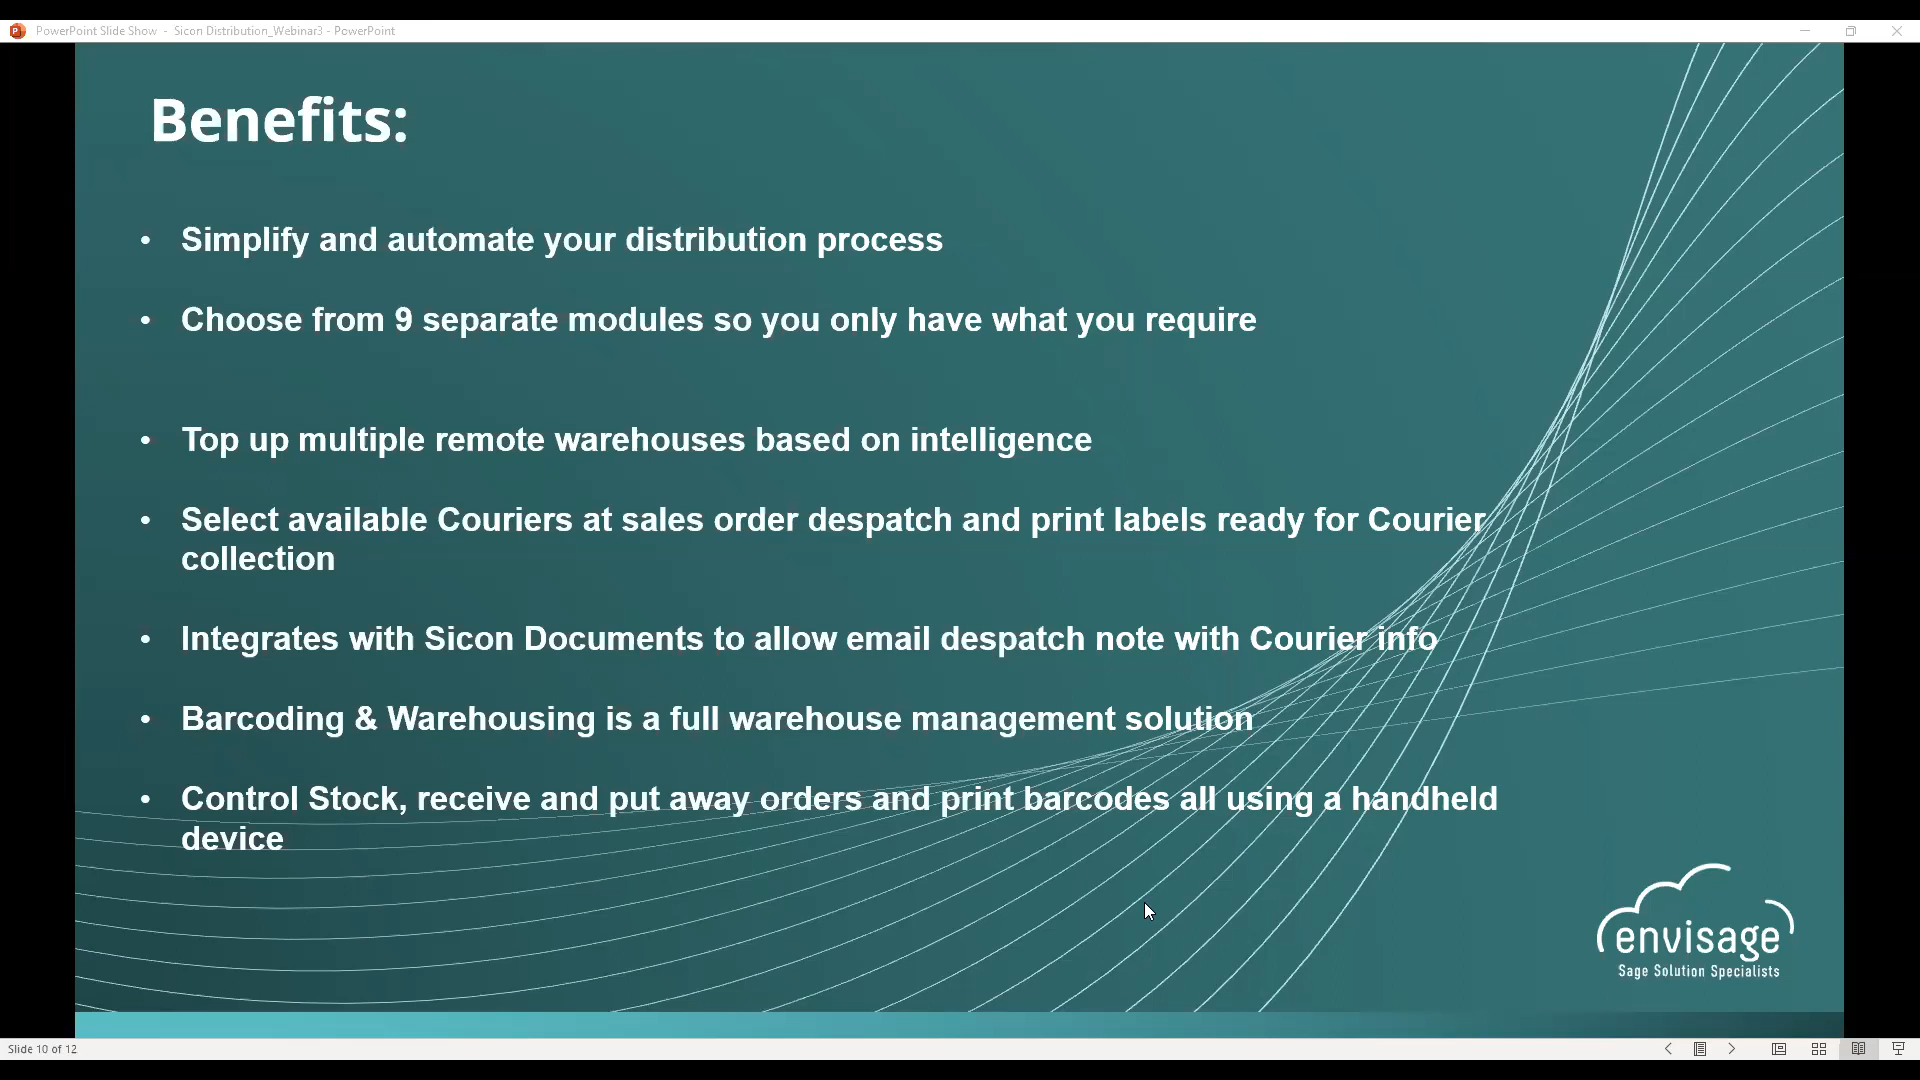 PowerPoint Slide Show - Sicon Distribution_Webinar3 - PowerPoint
Benefits:
• Simplify and automate your distribution process
• Choose from 9 separate modules so you only have what you require
• Top up multiple remote warehouses based on intelligence
• Select available Couriers at sales order despatch and print labels ready for Courier
collection
• Integrates with Sicon Documents to allow email despatch note with Courier info
• Barcoding & Warehousing is a full warehouse management solution
• Control Stock, receive and put away orders and print barcodes all using a handheld
device
envisage
Sage Solution Specialists
Slide 10 of 12